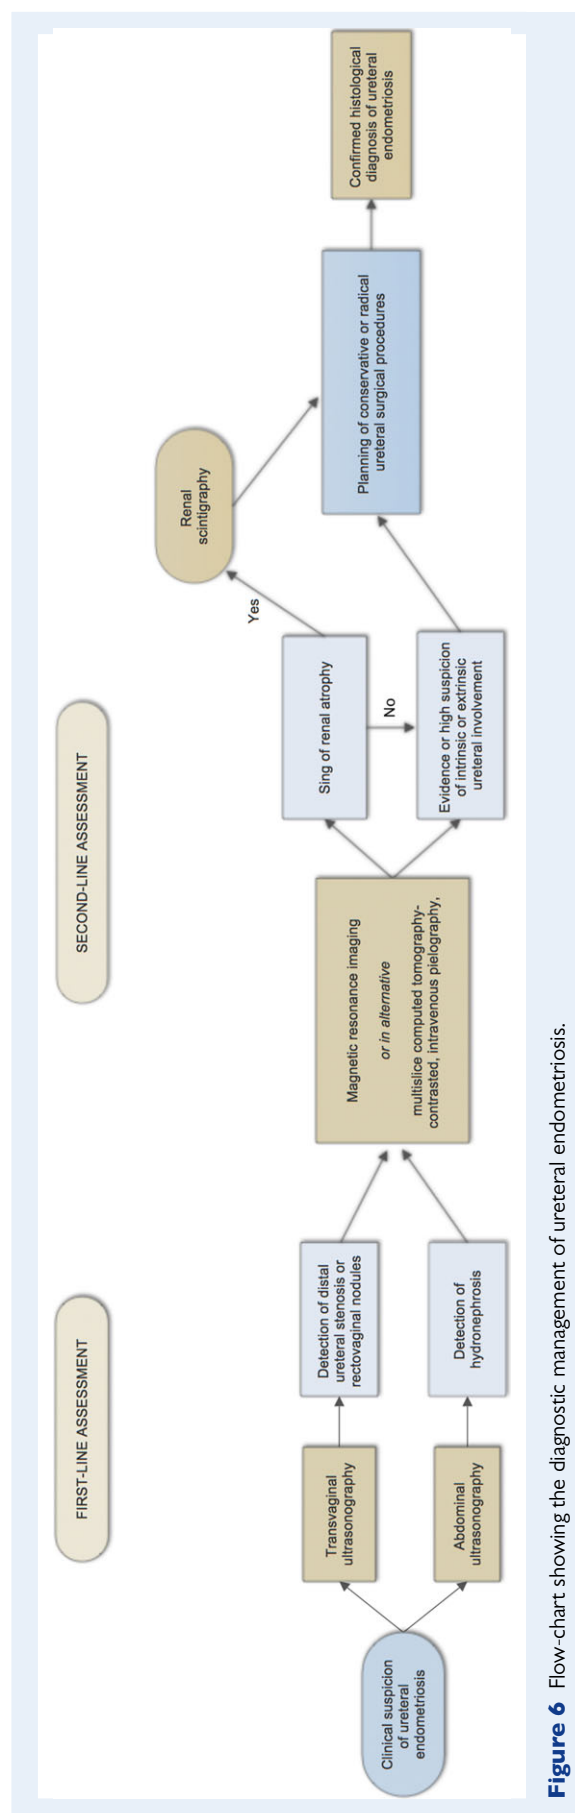 FIRST-LINE ASSESSMENT
SECOND-LINE ASSESSMENT
Clinical suspicion
of ureteral
endometriosis
Transvaginal
ultrasonography
Abdominal
ultrasonography
Detection of distal
ureteral stenosis or
rectovaginal nodules
Detection of
hydronephrosis
Magnetic resonance imaging
or in alternative
multislice computed tomography-
contrasted, intravenous pielography,
Sing of renal atrophy
Yes
No
Evidence or high suspicion
of intrinsic or extrinsic
ureteral involvement
Renal
scintigraphy
Planning of conservative or radical
ureteral surgical procedures
Confirmed histological
diagnosis of ureteral
endometriosis
Figure 6 Flow-chart showing the diagnostic management of ureteral endometriosis.